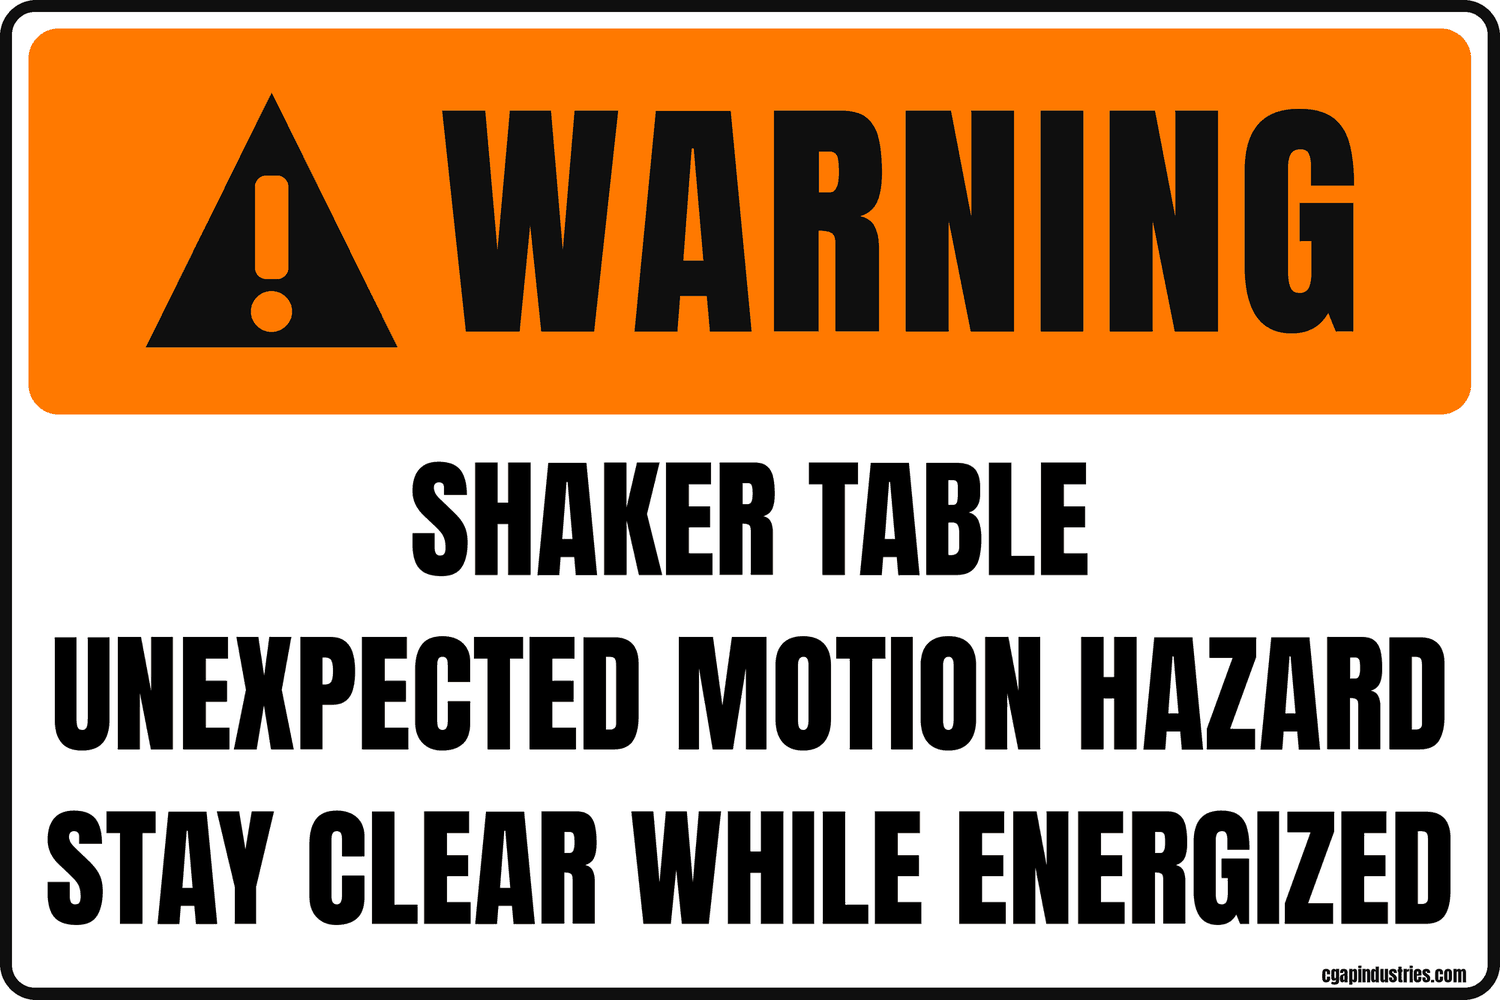 WARNING
SHAKER TABLE
UNEXPECTED MOTION HAZARD
STAY CLEAR WHILE ENERGIZED
cgapindustries.com